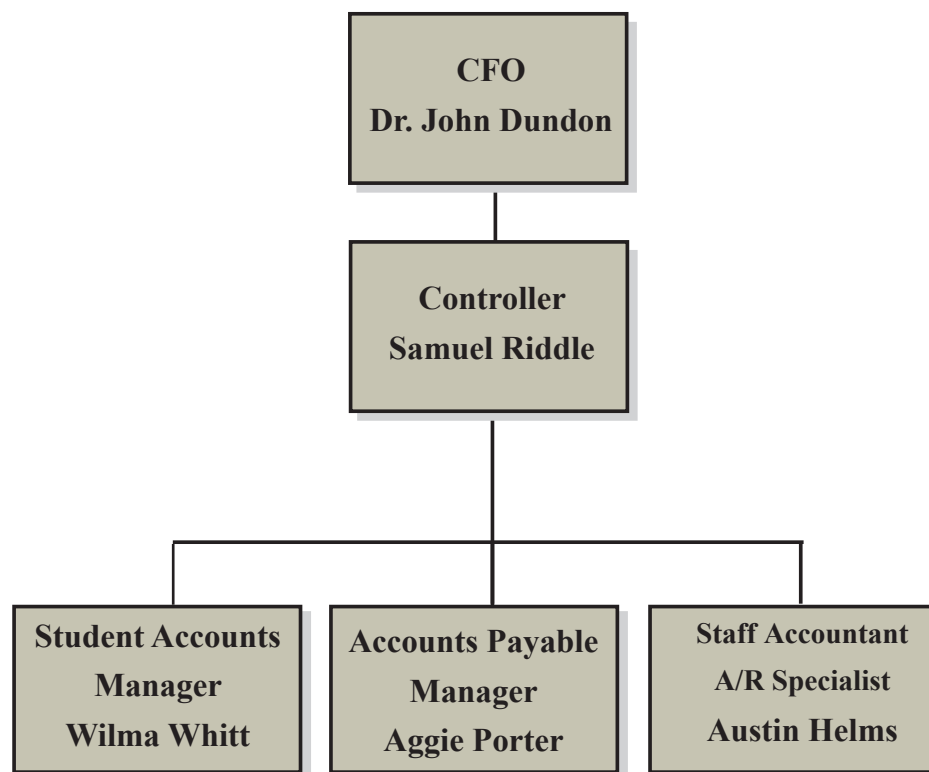 CFO
Dr. John Dundon
Controller
Samuel Riddle
Student Accounts
Manager
Wilma Whitt
Accounts Payable
Manager
Aggie Porter
Staff Accountant
A/R Specialist
Austin Helms